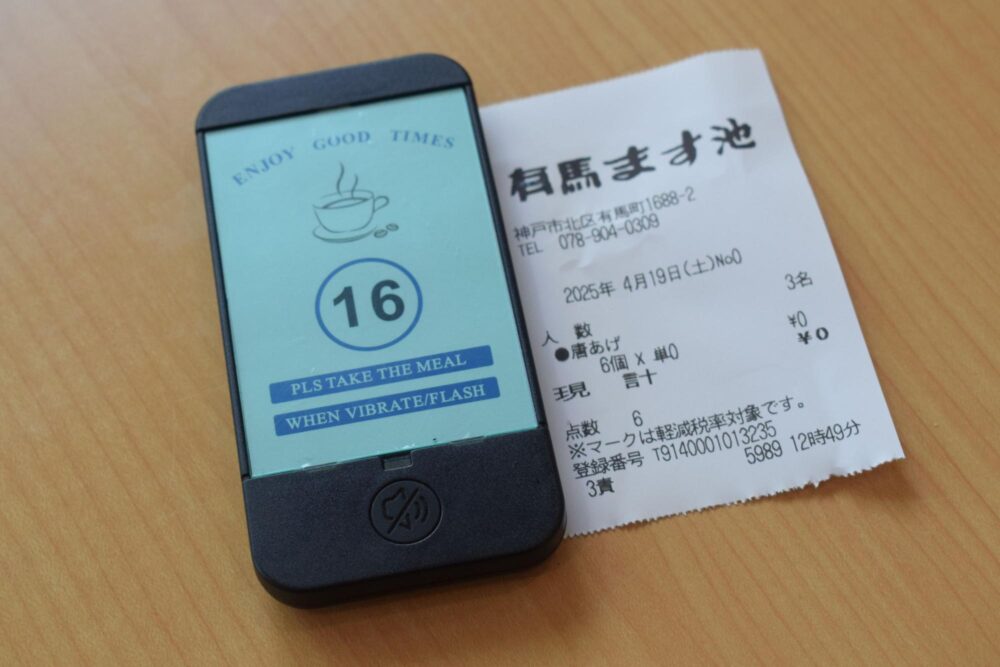 ENJOY GOOD TIMES
16
PLS TAKE THE MEAL
WHEN VIBRATE/FLASH
有馬ます池
神戸市北区有馬町1688-2
TEL 078-904-0309
2025年 4月19日(土)No0
人 数 3名
●唐あげ ¥0
6個 X 単0
現 計 ¥0
点数 6
※マークは軽減税率対象です。
登録番号 T9140001013235
3責 5989 12時49分